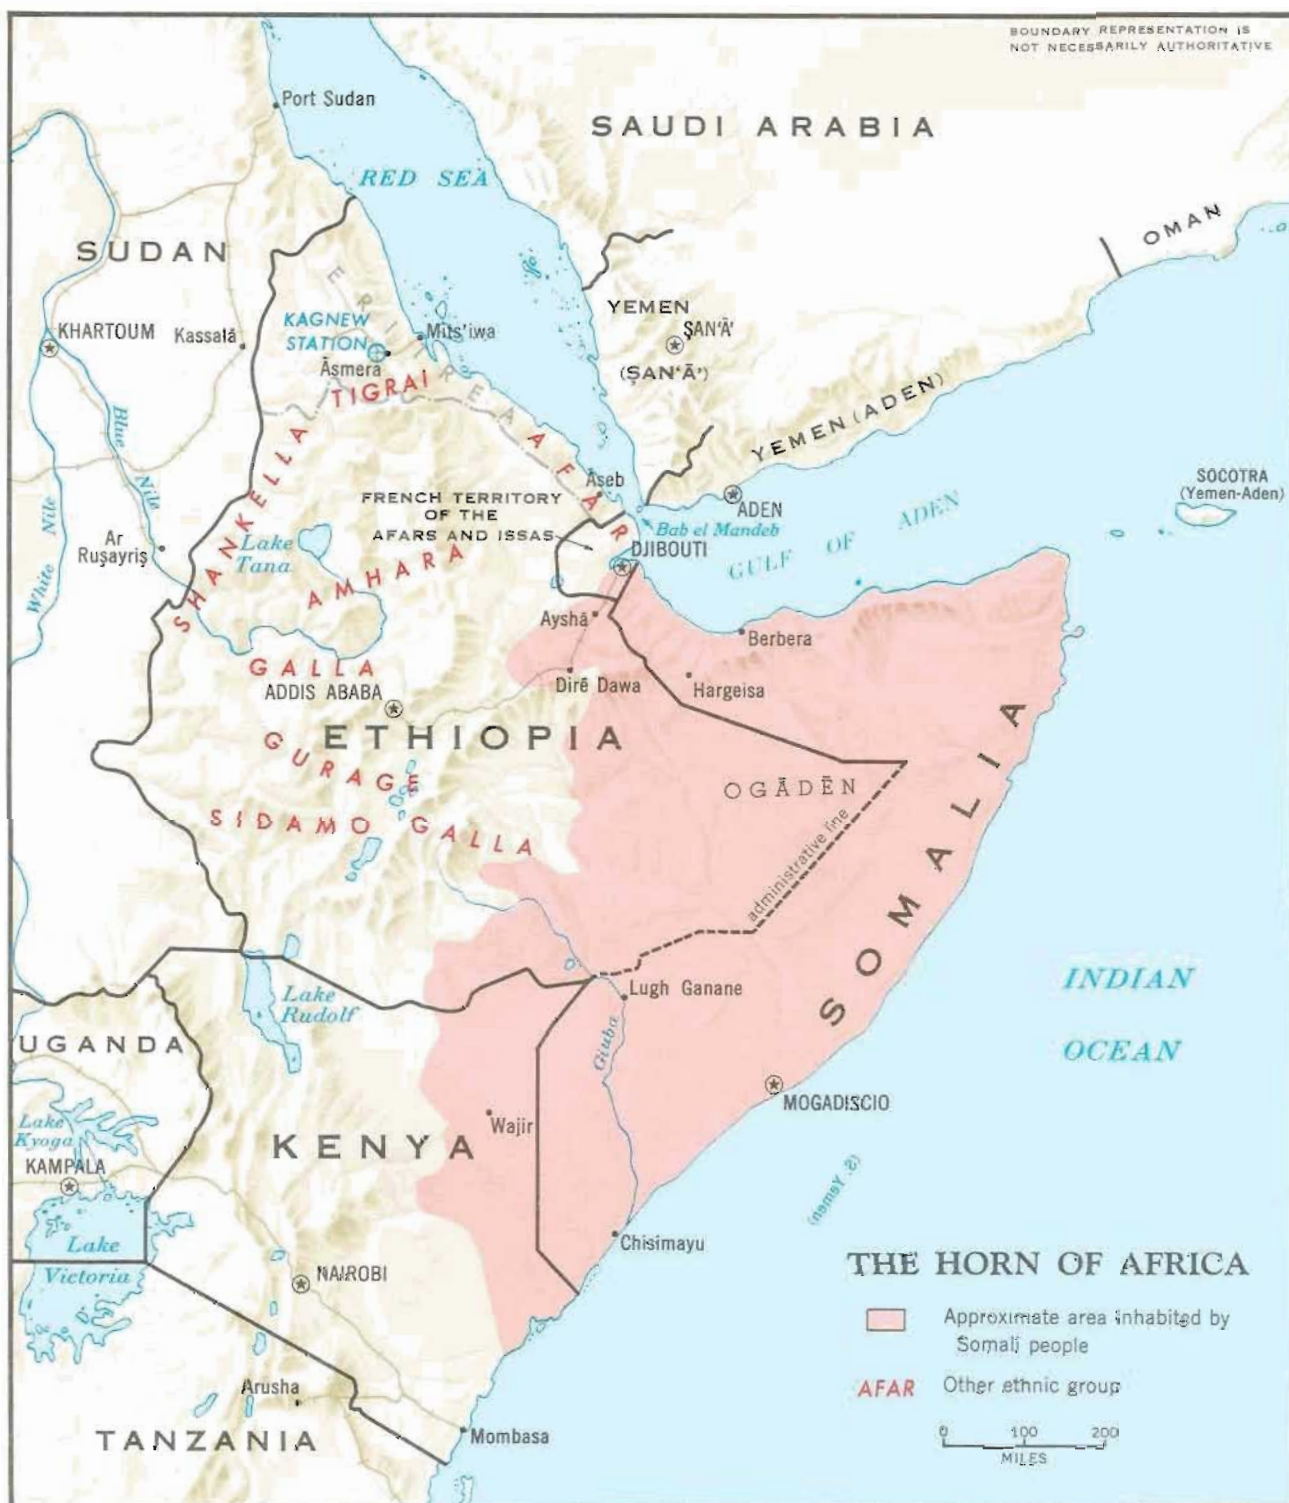 BOUNDARY REPRESENTATION IS
NOT NECESSARILY AUTHORITATIVE
Port Sudan
SAUDI ARABIA
RED SEA
OMAN
SUDAN
ERITREA
YEMEN
KAGNEW
STATION
KHARTOUM
Kassalā
Mits'iwa
ṢAN'Ā'
(ṢAN'Ā')
Āsmera
TIGRAI
YEMEN (ADEN)
Blue Nile
SHANKELLA
AFAR
Āseb
SOCOTRA
(Yemen-Aden)
FRENCH TERRITORY
OF THE
AFARS AND ISSAS
ADEN
GULF OF ADEN
White Nile
Ar
Ruṣayriṣ
Lake
Tana
Bab el Mandeb
DJIBOUTI
AMHARA
Ayshā
Berbera
GALLA
ADDIS ABABA
Dirē Dawa
Hargeisa
ETHIOPIA
GURAGE
OGĀDĒN
SIDAMO GALLA
administrative line
SOMALIA
INDIAN
OCEAN
Lake
Rudolf
Lugh Ganane
Giuba
UGANDA
MOGADISCIO
Lake
Kyoga
Wajir
KENYA
KAMPALA
(S. Yemen)
Lake
Victoria
Chisimayu
NAIROBI
THE HORN OF AFRICA
Approximate area inhabited by
Somali people
AFAR Other ethnic group
Arusha
TANZANIA
Mombasa
0 100 200
MILES